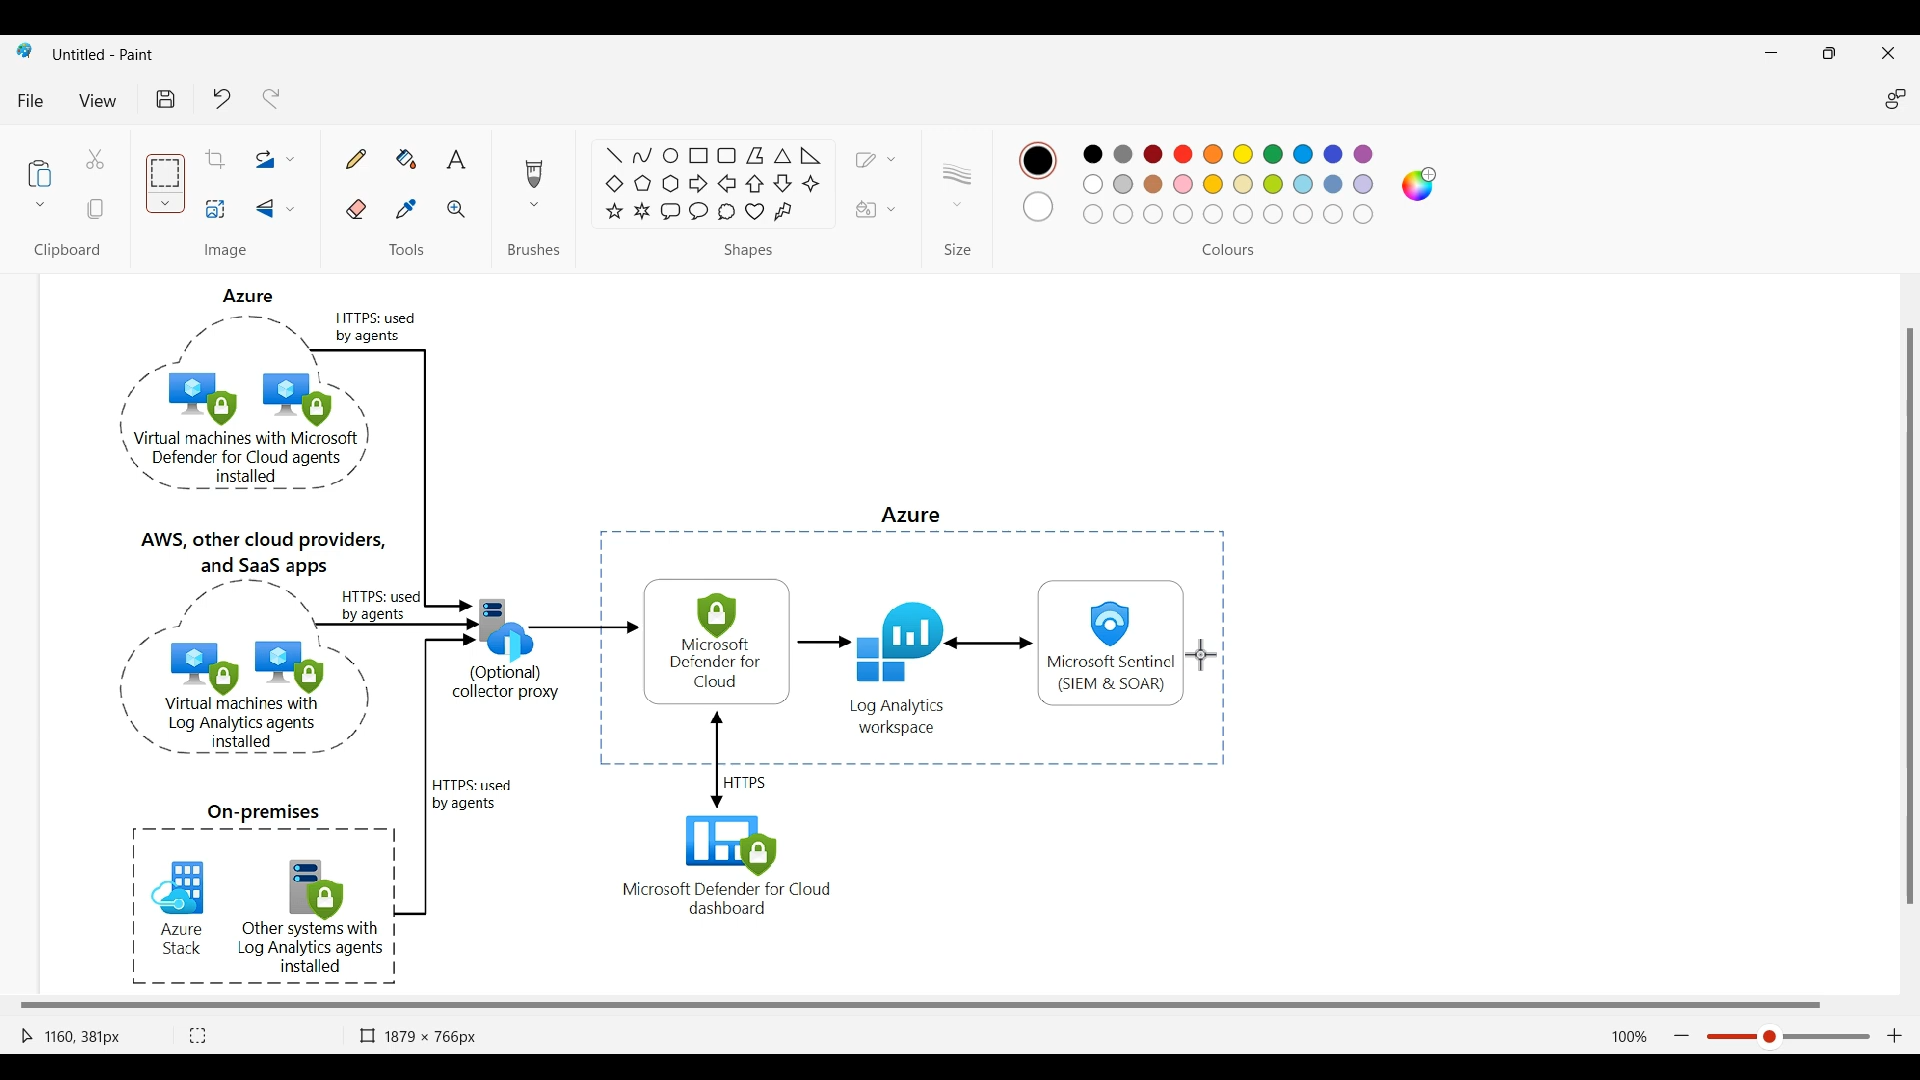 Untitled - Paint
File
View
Clipboard
Image
Tools
Brushes
Shapes
Size
Colours
Azure
HTTPS: used
by agents
Virtual machines with Microsoft
Defender for Cloud agents
installed
AWS, other cloud providers,
and SaaS apps
HTTPS: used
by agents
Virtual machines with
Log Analytics agents
installed
(Optional)
collector proxy
HTTPS: used
by agents
On-premises
Azure
Stack
Other systems with
Log Analytics agents
installed
Azure
Microsoft
Defender for
Cloud
Log Analytics
workspace
Microsoft Sentinel
(SIEM & SOAR)
HTTPS
Microsoft Defender for Cloud
dashboard
1160, 381px
1879 × 766px
100%